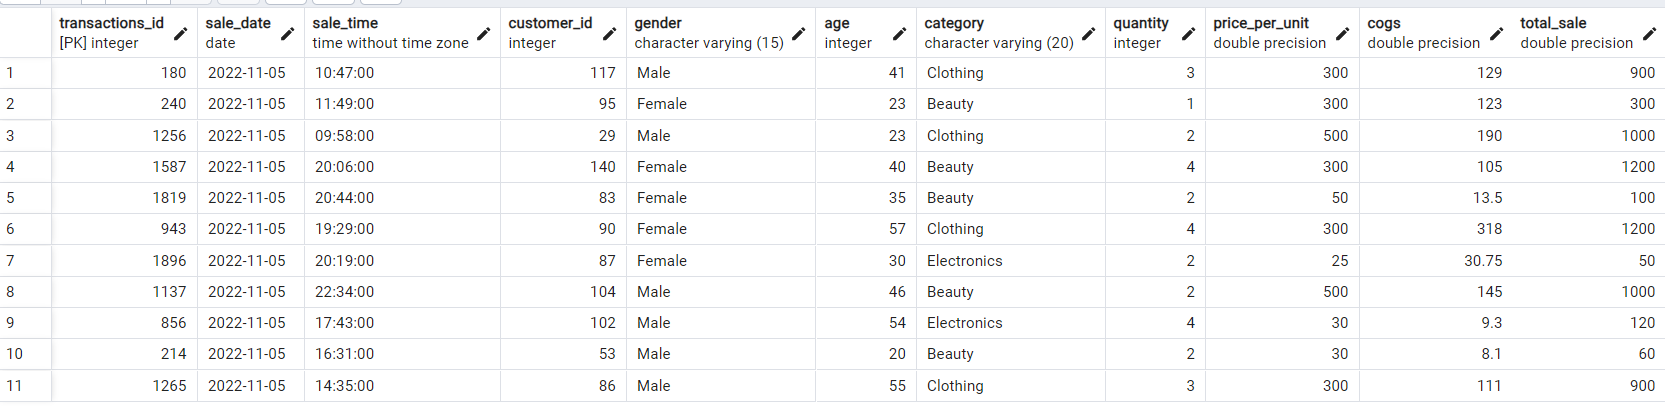 transactions_id sale_date sale_time customer_id gender age category quantity price_per_unit cogs total_sale
[PK] integer date time without time zone integer character varying (15) integer character varying (20) integer double precision double precision double precision
1 180 2022-11-05 10:47:00 117 Male 41 Clothing 3 300 129 900
2 240 2022-11-05 11:49:00 95 Female 23 Beauty 1 300 123 300
3 1256 2022-11-05 09:58:00 29 Male 23 Clothing 2 500 190 1000
4 1587 2022-11-05 20:06:00 140 Female 40 Beauty 4 300 105 1200
5 1819 2022-11-05 20:44:00 83 Female 35 Beauty 2 50 13.5 100
6 943 2022-11-05 19:29:00 90 Female 57 Clothing 4 300 318 1200
7 1896 2022-11-05 20:19:00 87 Female 30 Electronics 2 25 30.75 50
8 1137 2022-11-05 22:34:00 104 Male 46 Beauty 2 500 145 1000
9 856 2022-11-05 17:43:00 102 Male 54 Electronics 4 30 9.3 120
10 214 2022-11-05 16:31:00 53 Male 20 Beauty 2 30 8.1 60
11 1265 2022-11-05 14:35:00 86 Male 55 Clothing 3 300 111 900